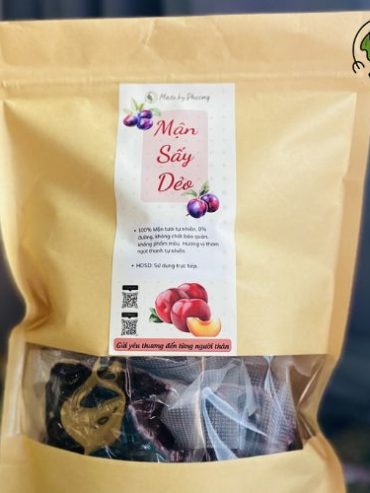 Made by Phương
Mận
Sấy
Dẻo
• 100% Mận tươi tự nhiên, 0%
đường, không chất bảo quản,
không phẩm màu. Hương vị thơm
ngọt thanh tự nhiên.
• HDSD: Sử dụng trực tiếp.
Gửi yêu thương đến từng người thân